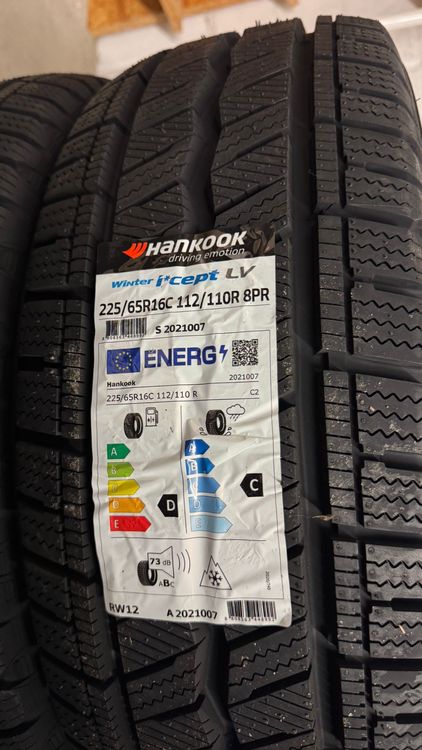 HANKOOK
driving emotion
Winter i*cept LV
225/65R16C 112/110R 8PR
S 2021007
ENERG
Hankook 2021007
225/65R16C 112/110 R C2
A A
B B
C
D D
E E
D C
73 dB
ABC
RW12 A 2021007